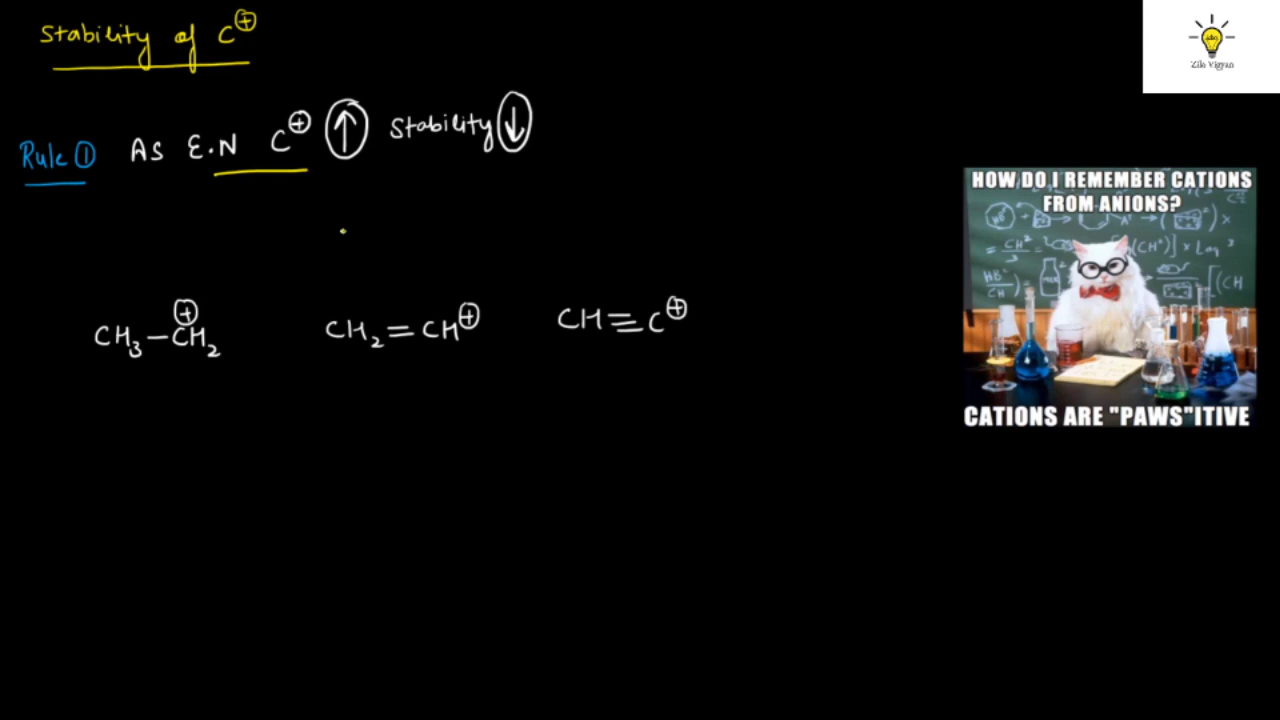 Stability of C⊕
Zila Vigyan
Rule ① As E.N C⊕ ↑ Stability ↓
HOW DO I REMEMBER CATIONS
FROM ANIONS?
CH₃–C⊕H₂ CH₂=CH⊕ CH≡C⊕
CATIONS ARE "PAWS"ITIVE